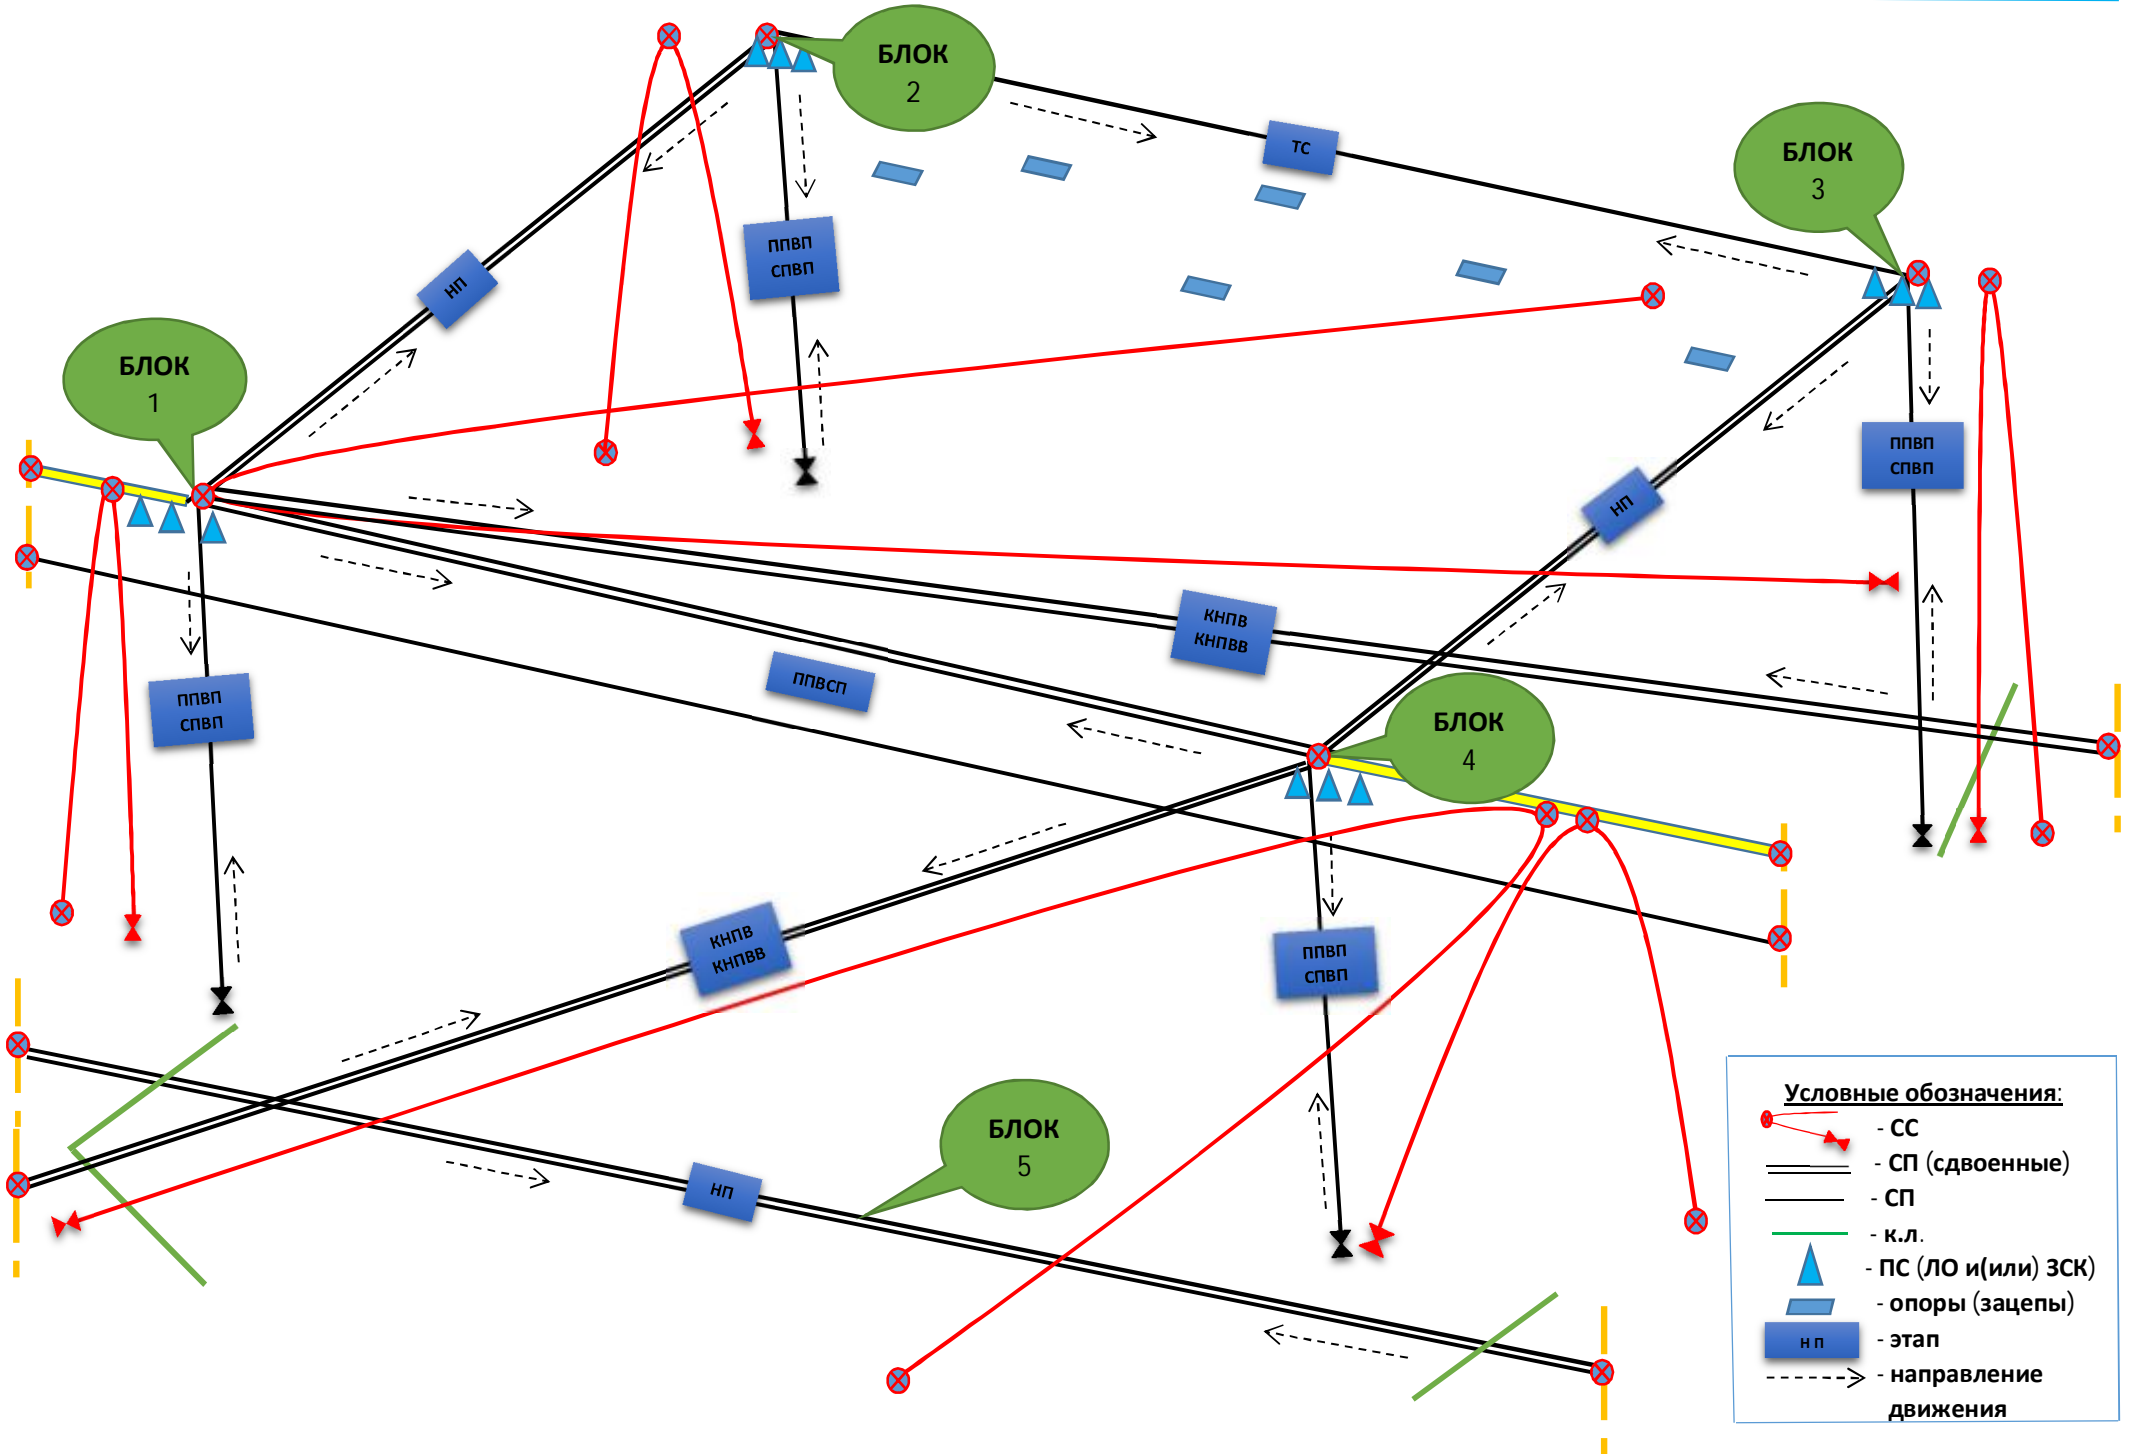 БЛОК
2
ТС
БЛОК
3
ППВП
СПВП
НП
БЛОК
1
ППВП
СПВП
НП
КНПВ
КНПВВ
ППВСП
ППВП
СПВП
БЛОК
4
КНПВ
КНПВВ
ППВП
СПВП
БЛОК
5
НП
Условные обозначения:
- СС
- СП (сдвоенные)
- СП
- к.л.
- ПС (ЛО и(или) ЗСК)
- опоры (зацепы)
Н П - этап
- направление
движения